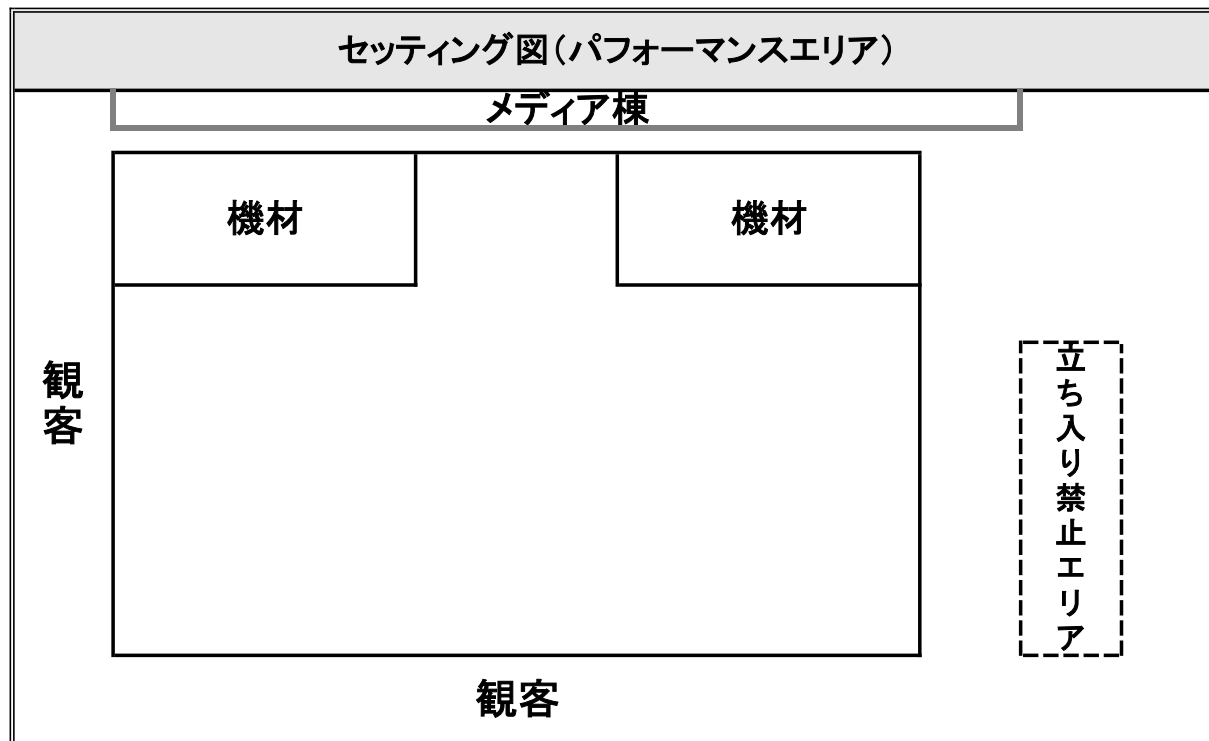 セッティング図（パフォーマンスエリア）
メディア棟
機材
機材
観客
立ち入り禁止エリア
観客